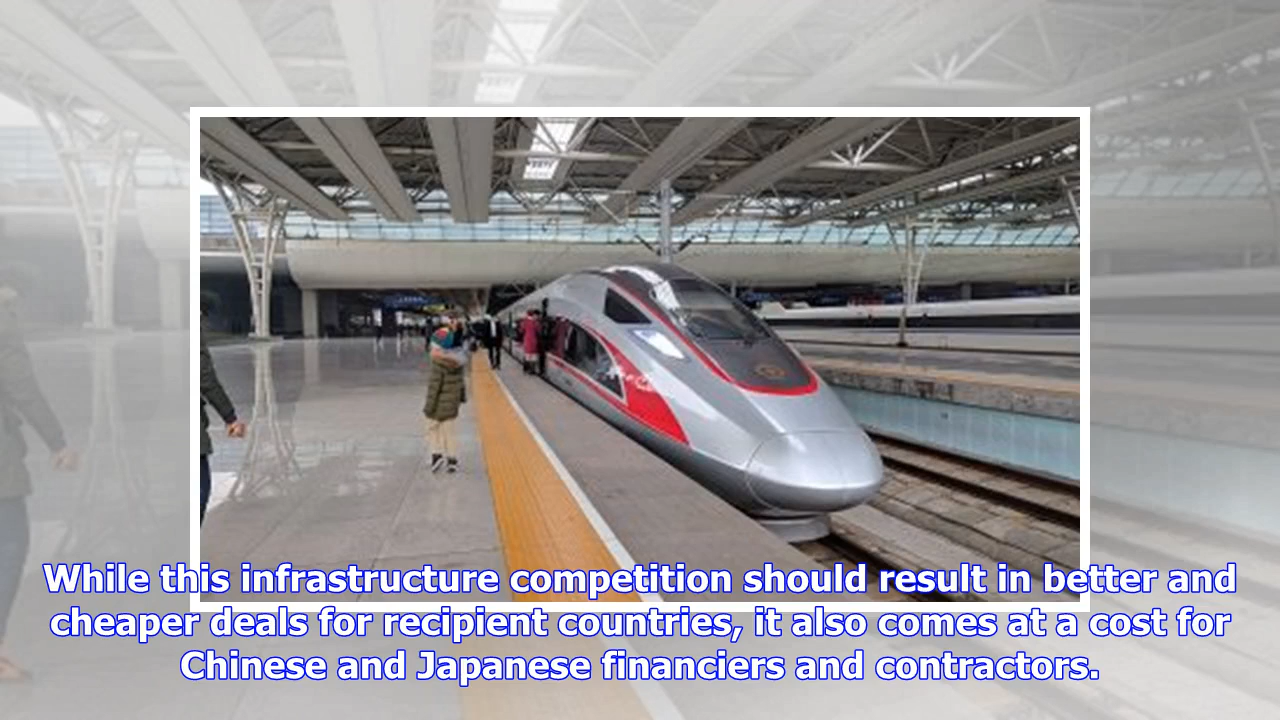 While this infrastructure competition should result in better and
cheaper deals for recipient countries, it also comes at a cost for
Chinese and Japanese financiers and contractors.